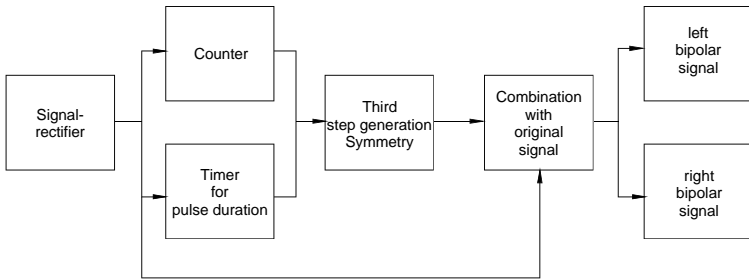 Signal-
rectifier
Counter
Timer
for
pulse duration
Third
step generation
Symmetry
Combination
with
original
signal
left
bipolar
signal
right
bipolar
signal